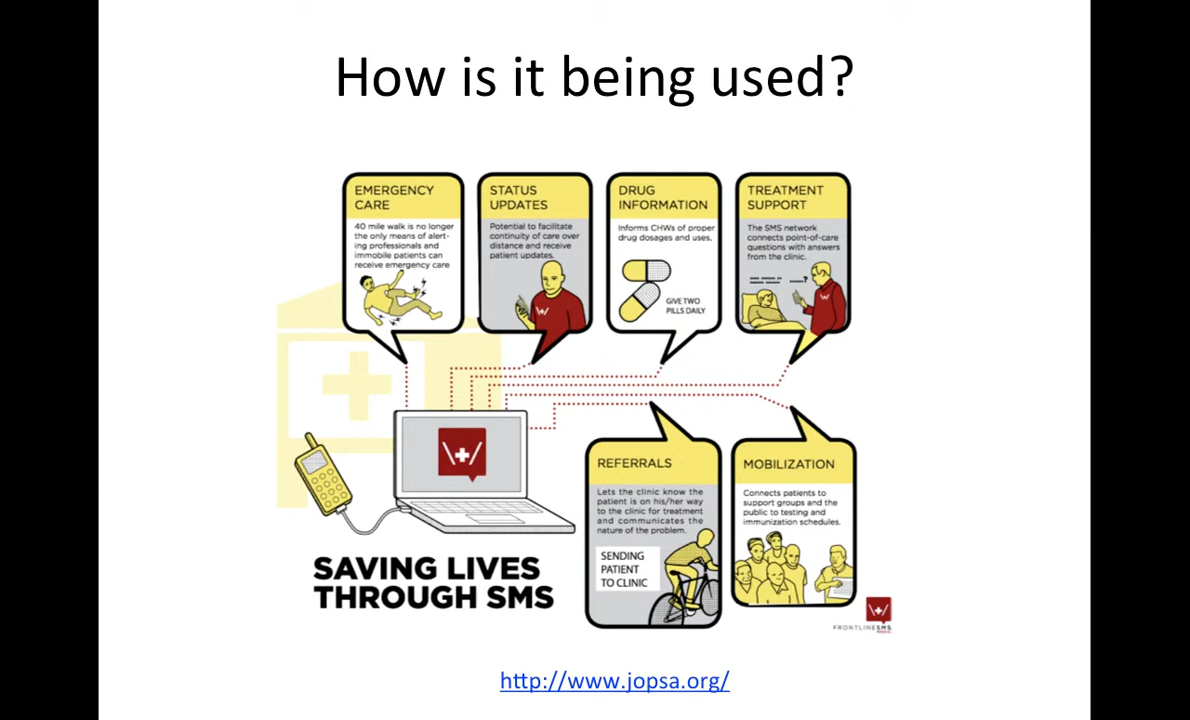 How is it being used?
EMERGENCY
CARE
40 mile walk is no longer
the only means of alert-
ing professionals and
immobile patients can
receive emergency care
STATUS
UPDATES
Potential to facilitate
continuity of care over
distance and receive
patient updates.
DRUG
INFORMATION
Informs CHWs of proper
drug dosages and uses.
GIVE TWO
PILLS DAILY
TREATMENT
SUPPORT
The SMS network
connects point-of-care
questions with answers
from the clinic.
?
REFERRALS
Lets the clinic know the
patient is on his/her way
to the clinic for treatment
and communicates the
nature of the problem.
SENDING
PATIENT
TO CLINIC
MOBILIZATION
Connects patients to
support groups and the
public to testing and
immunization schedules.
SAVING LIVES
THROUGH SMS
FRONTLINESMS
MEDIC
http://www.jopsa.org/